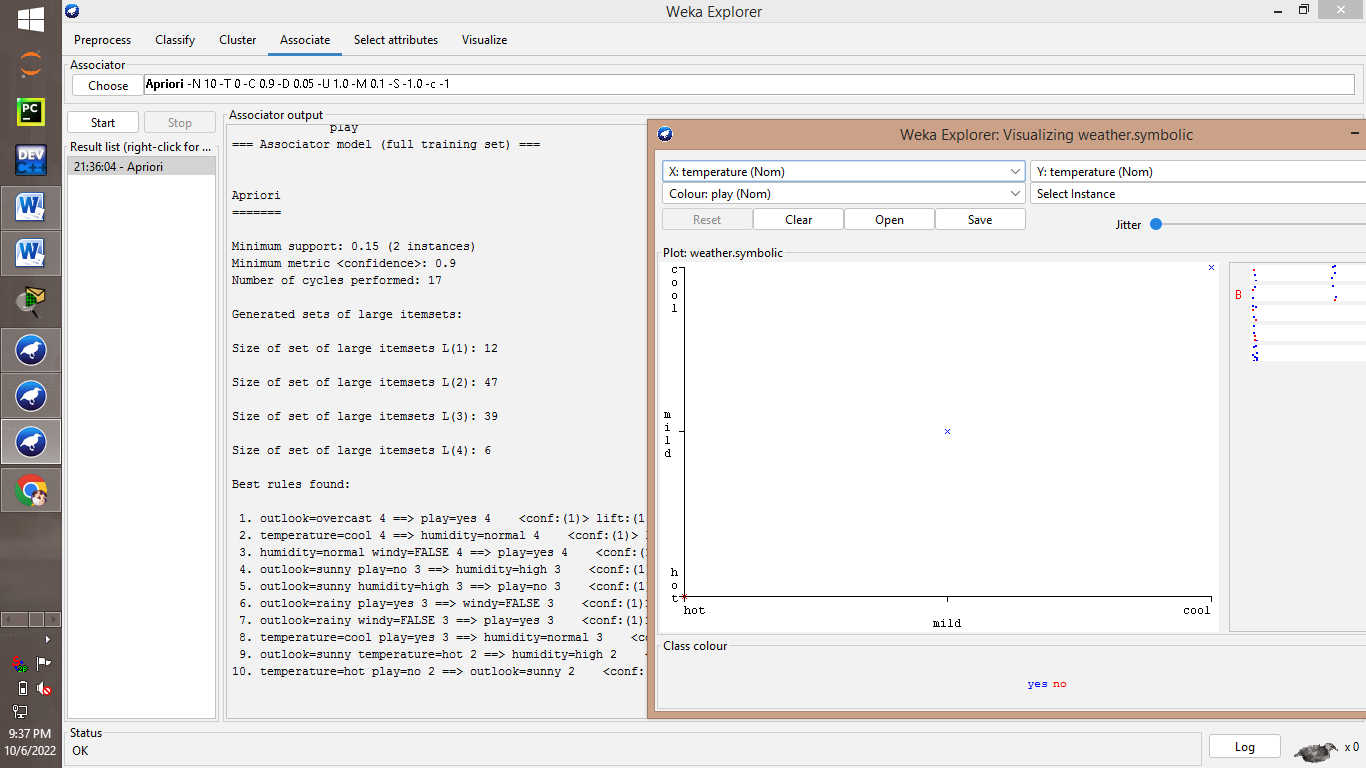 Weka Explorer
Preprocess Classify Cluster Associate Select attributes Visualize
Associator
Choose Apriori -N 10 -T 0 -C 0.9 -D 0.05 -U 1.0 -M 0.1 -S -1.0 -c -1
Start Stop
Result list (right-click for ...
21:36:04 - Apriori
Associator output
play
=== Associator model (full training set) ===
Apriori
=======
Minimum support: 0.15 (2 instances)
Minimum metric <confidence>: 0.9
Number of cycles performed: 17
Generated sets of large itemsets:
Size of set of large itemsets L(1): 12
Size of set of large itemsets L(2): 47
Size of set of large itemsets L(3): 39
Size of set of large itemsets L(4): 6
Best rules found:
1. outlook=overcast 4 ==> play=yes 4 <conf:(1)> lift:(1
2. temperature=cool 4 ==> humidity=normal 4 <conf:(1)>
3. humidity=normal windy=FALSE 4 ==> play=yes 4 <conf:(
4. outlook=sunny play=no 3 ==> humidity=high 3 <conf:(1)
5. outlook=sunny humidity=high 3 ==> play=no 3 <conf:(1)
6. outlook=rainy play=yes 3 ==> windy=FALSE 3 <conf:(1)
7. outlook=rainy windy=FALSE 3 ==> play=yes 3 <conf:(1)
8. temperature=cool play=yes 3 ==> humidity=normal 3 <c
9. outlook=sunny temperature=hot 2 ==> humidity=high 2 <
10. temperature=hot play=no 2 ==> outlook=sunny 2 <conf:
Weka Explorer: Visualizing weather.symbolic
X: temperature (Nom) Y: temperature (Nom)
Colour: play (Nom) Select Instance
Reset Clear Open Save Jitter
Plot: weather.symbolic
cool
mild
hot
hot mild cool
B
Class colour
yes no
Status
OK
Log x 0
PC
DEV
C++
W
W
9:37 PM
10/6/2022